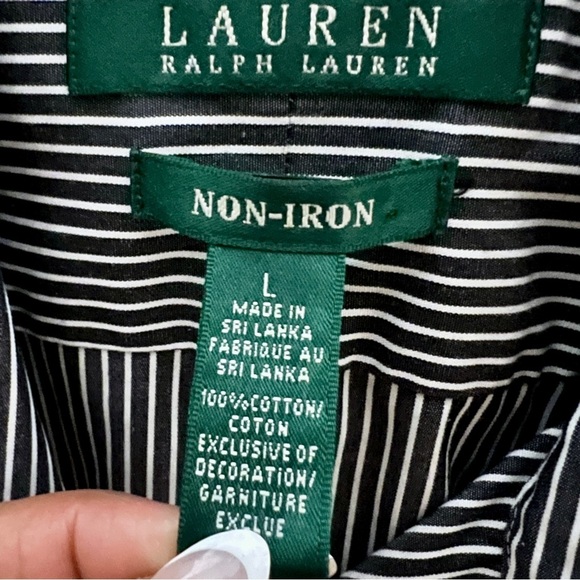 LAUREN
RALPH LAUREN
NON-IRON
L
MADE IN
SRI LANKA
FABRIQUE AU
SRI LANKA
100%COTTON/
COTON
EXCLUSIVE OF
DECORATION/
GARNITURE
EXCLUE